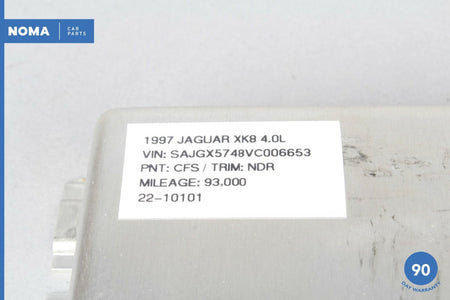 NOMA CAR PARTS
1997 JAGUAR XK8 4.0L
VIN: SAJGX5748VC006653
PNT: CFS / TRIM: NDR
MILEAGE: 93,000
22-10101
90
DAY WARRANTY